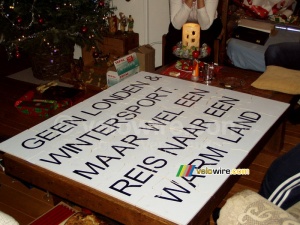 GEEN LONDEN &
WINTERSPORT.
MAAR WEL EEN
REIS NAAR EEN
WARM LAND
velowire.com